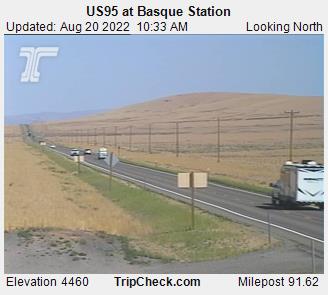 US95 at Basque Station
Updated: Aug 20 2022 10:33 AM Looking North
Elevation 4460 TripCheck.com Milepost 91.62